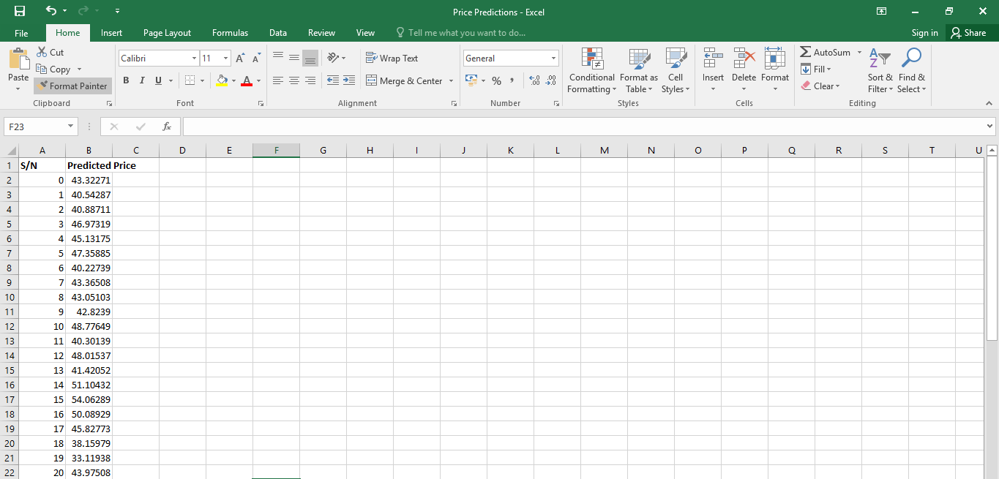 Price Predictions - Excel
File Home Insert Page Layout Formulas Data Review View Tell me what you want to do... Sign in Share
Paste
Cut
Copy
Format Painter
Clipboard
Calibri 11
B I U A
Font
Wrap Text
Merge & Center
Alignment
General
% , .00 .0
Number
Conditional Formatting
Format as Table
Cell Styles
Styles
Insert Delete Format
Cells
AutoSum
Fill
Clear
Sort & Filter
Find & Select
Editing
F23 fx
A B C D E F G H I J K L M N O P Q R S T U
1 S/N Predicted Price
2 0 43.32271
3 1 40.54287
4 2 40.88711
5 3 46.97319
6 4 45.13175
7 5 47.35885
8 6 40.22739
9 7 43.36508
10 8 43.05103
11 9 42.8239
12 10 48.77649
13 11 40.30139
14 12 48.01537
15 13 41.42052
16 14 51.10432
17 15 54.06289
18 16 50.08929
19 17 45.82773
20 18 38.15979
21 19 33.11938
22 20 43.97508